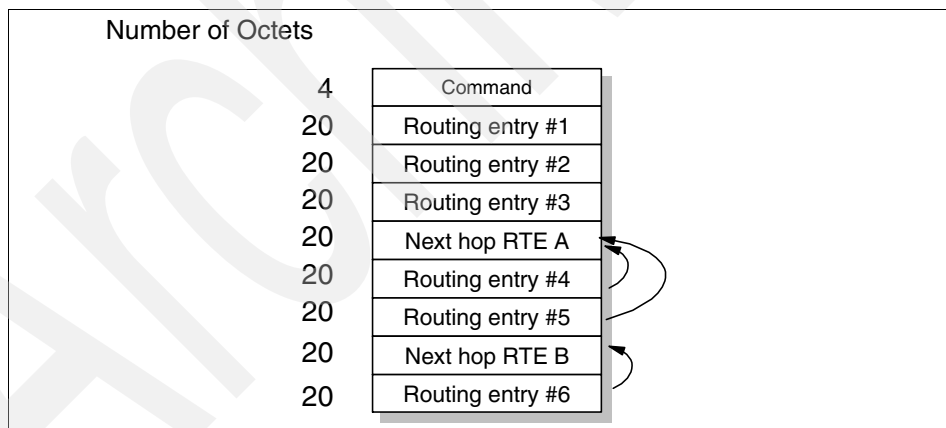 Number of Octets
4 Command
20 Routing entry #1
20 Routing entry #2
20 Routing entry #3
20 Next hop RTE A
20 Routing entry #4
20 Routing entry #5
20 Next hop RTE B
20 Routing entry #6